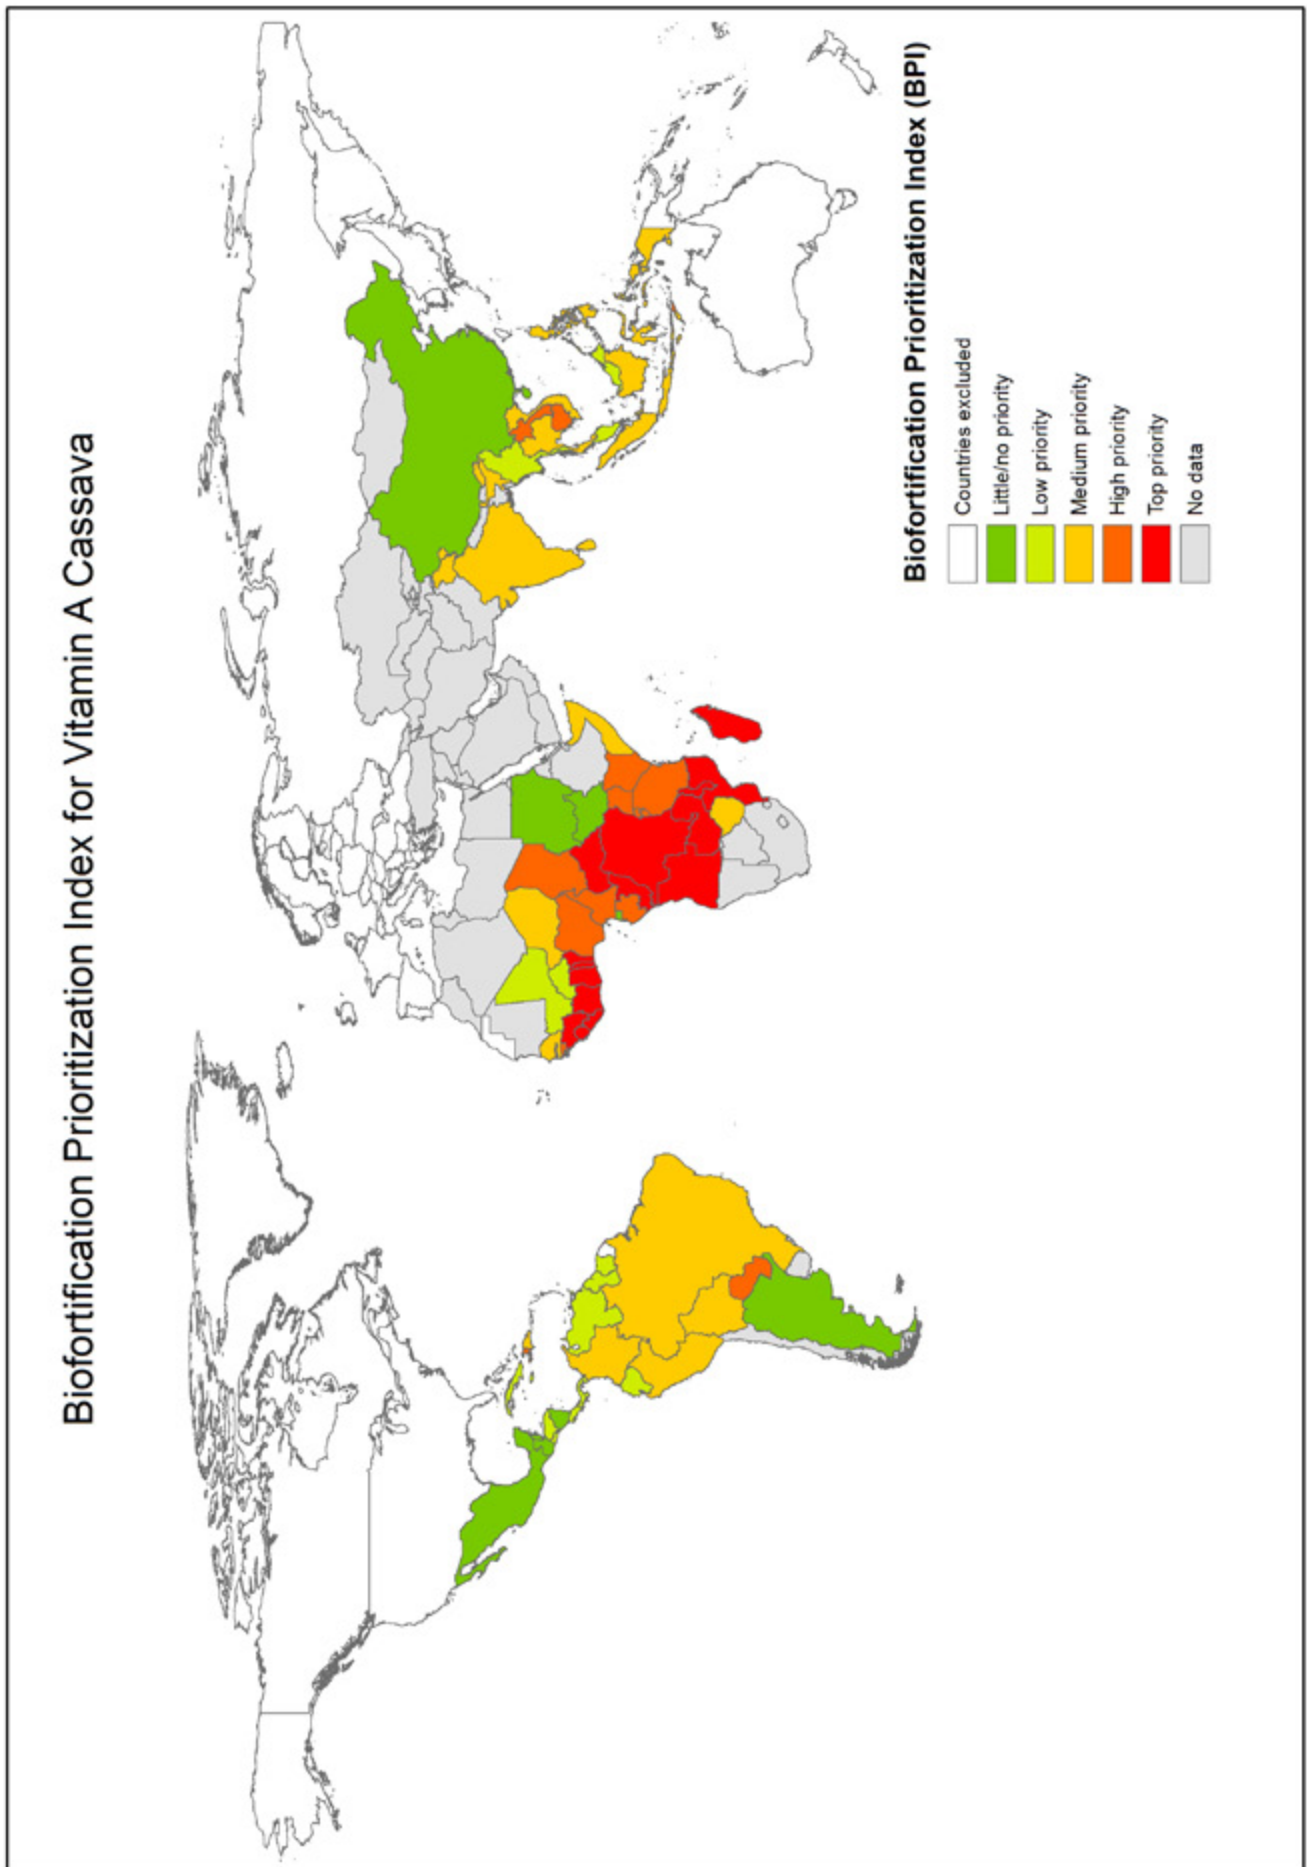 Biofortification Prioritization Index for Vitamin A Cassava
Biofortification Prioritization Index (BPI)
Countries excluded
Little/no priority
Low priority
Medium priority
High priority
Top priority
No data